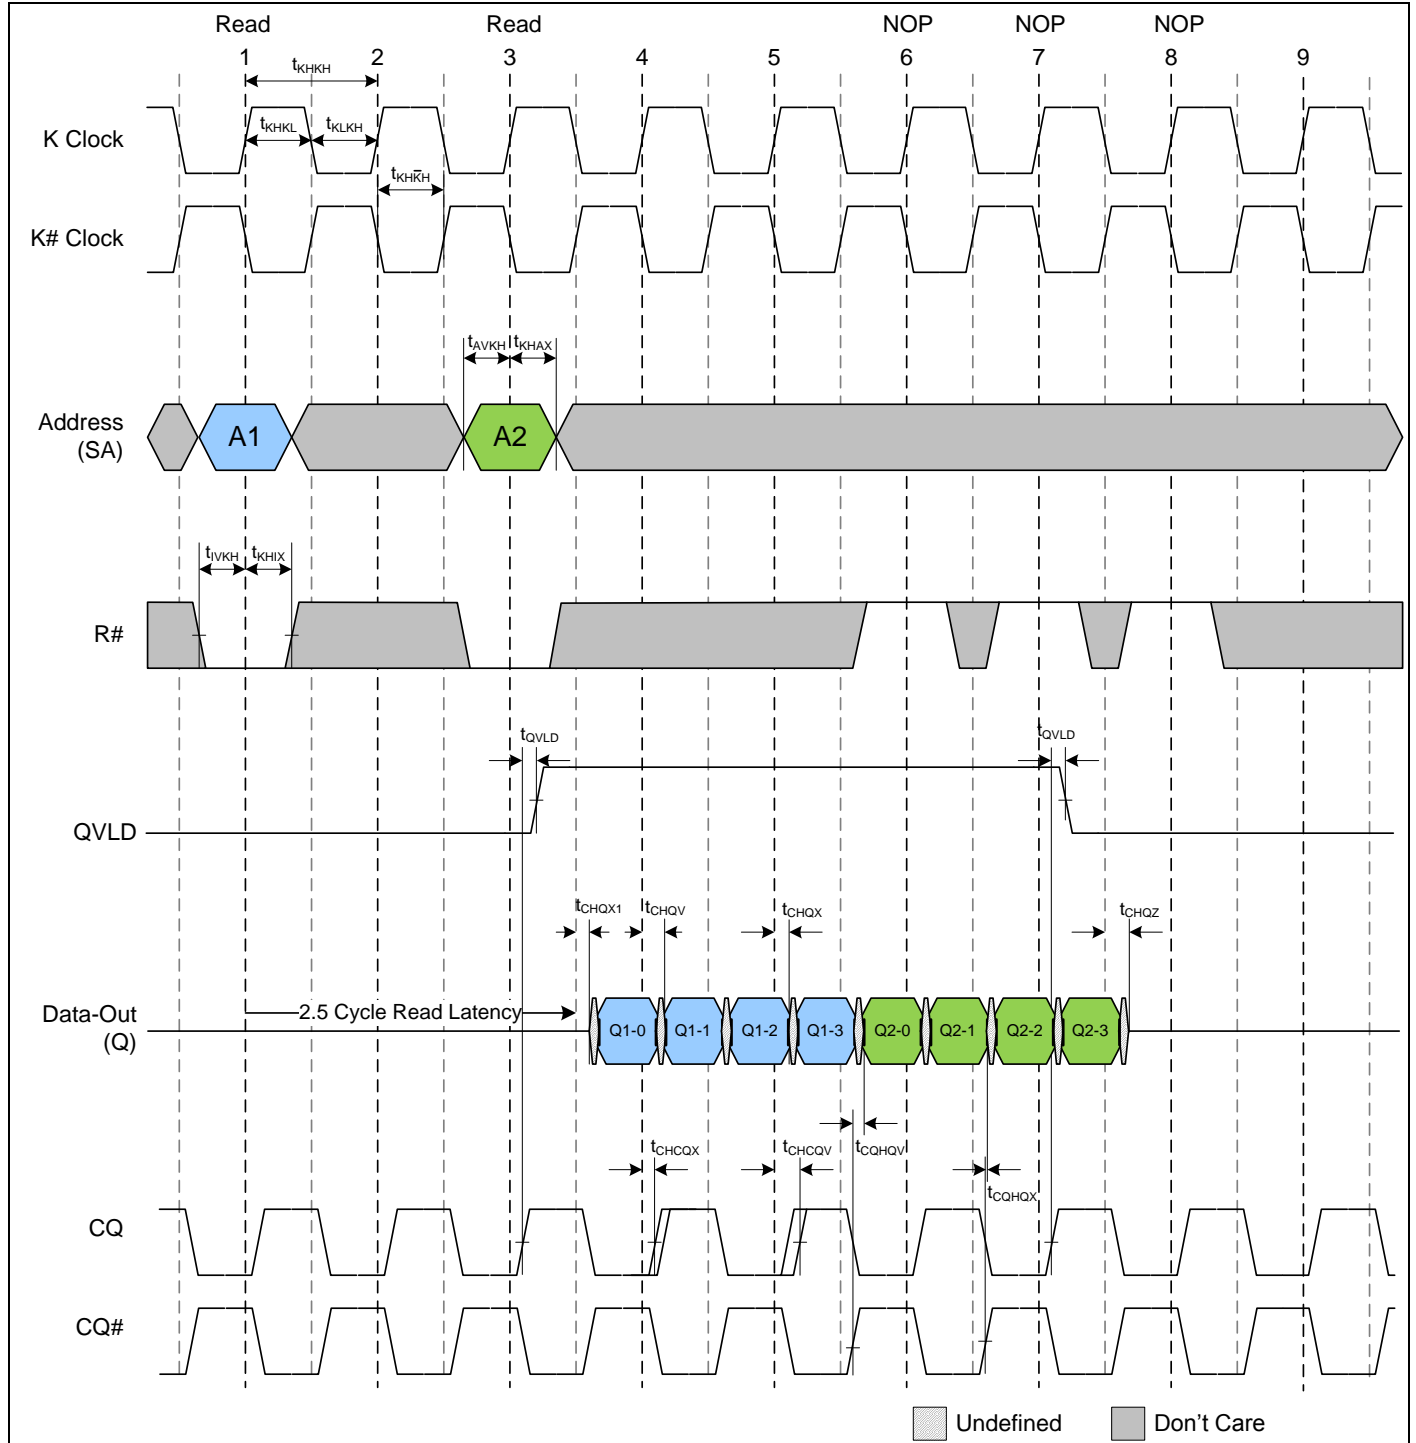 Read Read NOP NOP NOP
1 2 3 4 5 6 7 8 9
tKHKH
K Clock
tKHKL tKLKH
tKHK̅H
K# Clock
tAVKH tKHAX
Address
(SA)
A1 A2
tIVKH tKHIX
R#
tQVLD tQVLD
QVLD
tCHQX1 tCHQV tCHQX tCHQZ
Data-Out
(Q)
2.5 Cycle Read Latency
Q1-0 Q1-1 Q1-2 Q1-3 Q2-0 Q2-1 Q2-2 Q2-3
tCHCQX tCHCQV tCQHQV
tCQHQX
CQ
CQ#
Undefined Don't Care